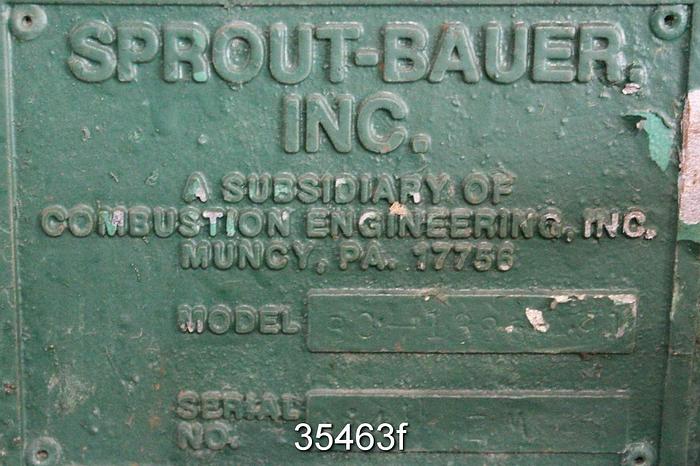 SPROUT-BAUER,
INC.
A SUBSIDIARY OF
COMBUSTION ENGINEERING, INC.
MUNCY, PA. 17756
MODEL
SERIAL
NO.
35463f